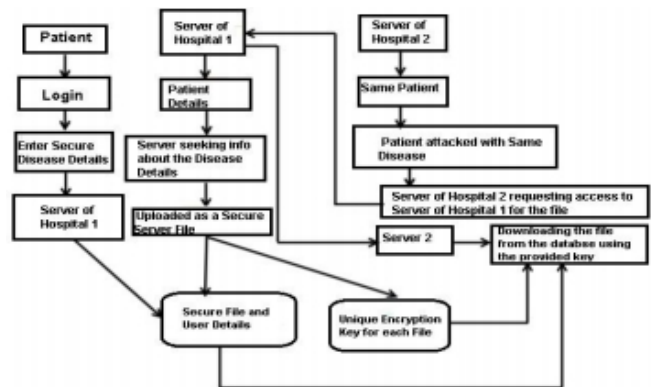 Patient
Login
Enter Secure
Disease Details
Server of
Hospital 1
Server of
Hospital 1
Patient
Details
Server seeking info
about the Disease
Details
Uploaded as a Secure
Server File
Server of
Hospital 2
Same Patient
Patient attacked with Same
Disease
Server of Hospital 2 requesting access to
Server of Hospital 1 for the file
Server 2
Downloading the file
from the databse using
the provided key
Secure File and
User Details
Unique Encryption
Key for each File